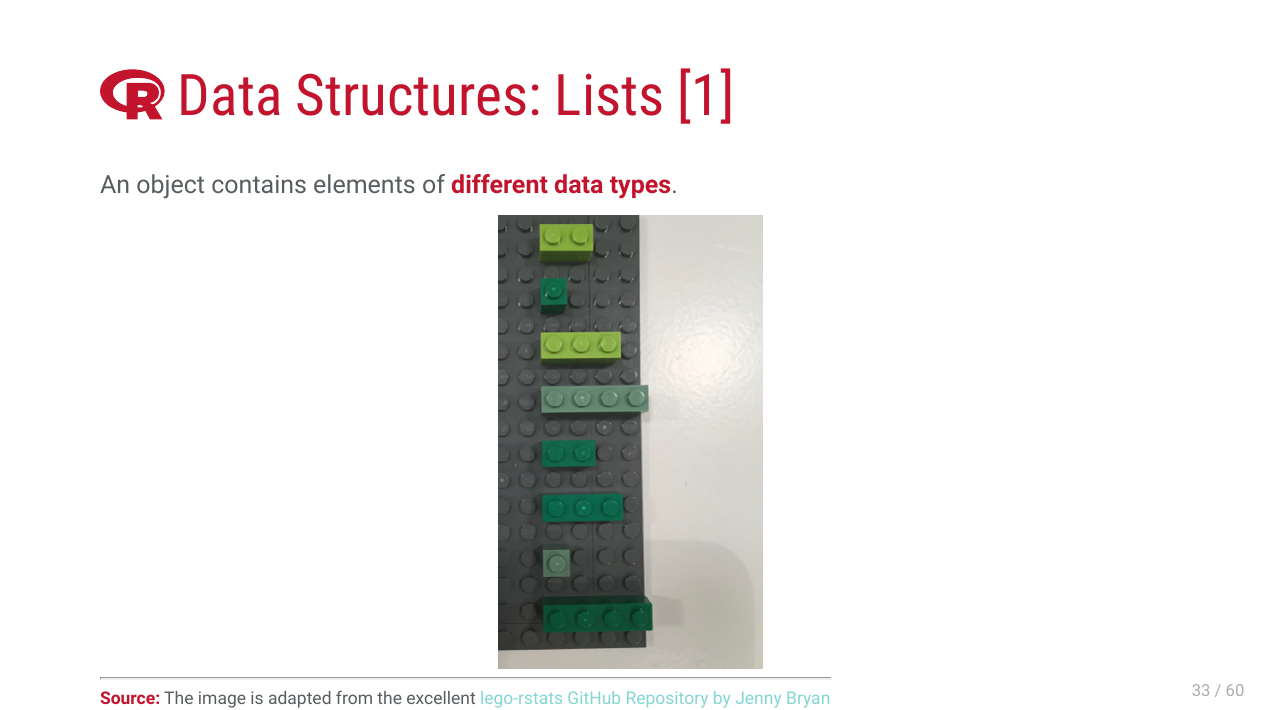 R Data Structures: Lists [1]
An object contains elements of different data types.
Source: The image is adapted from the excellent lego-rstats GitHub Repository by Jenny Bryan
33 / 60